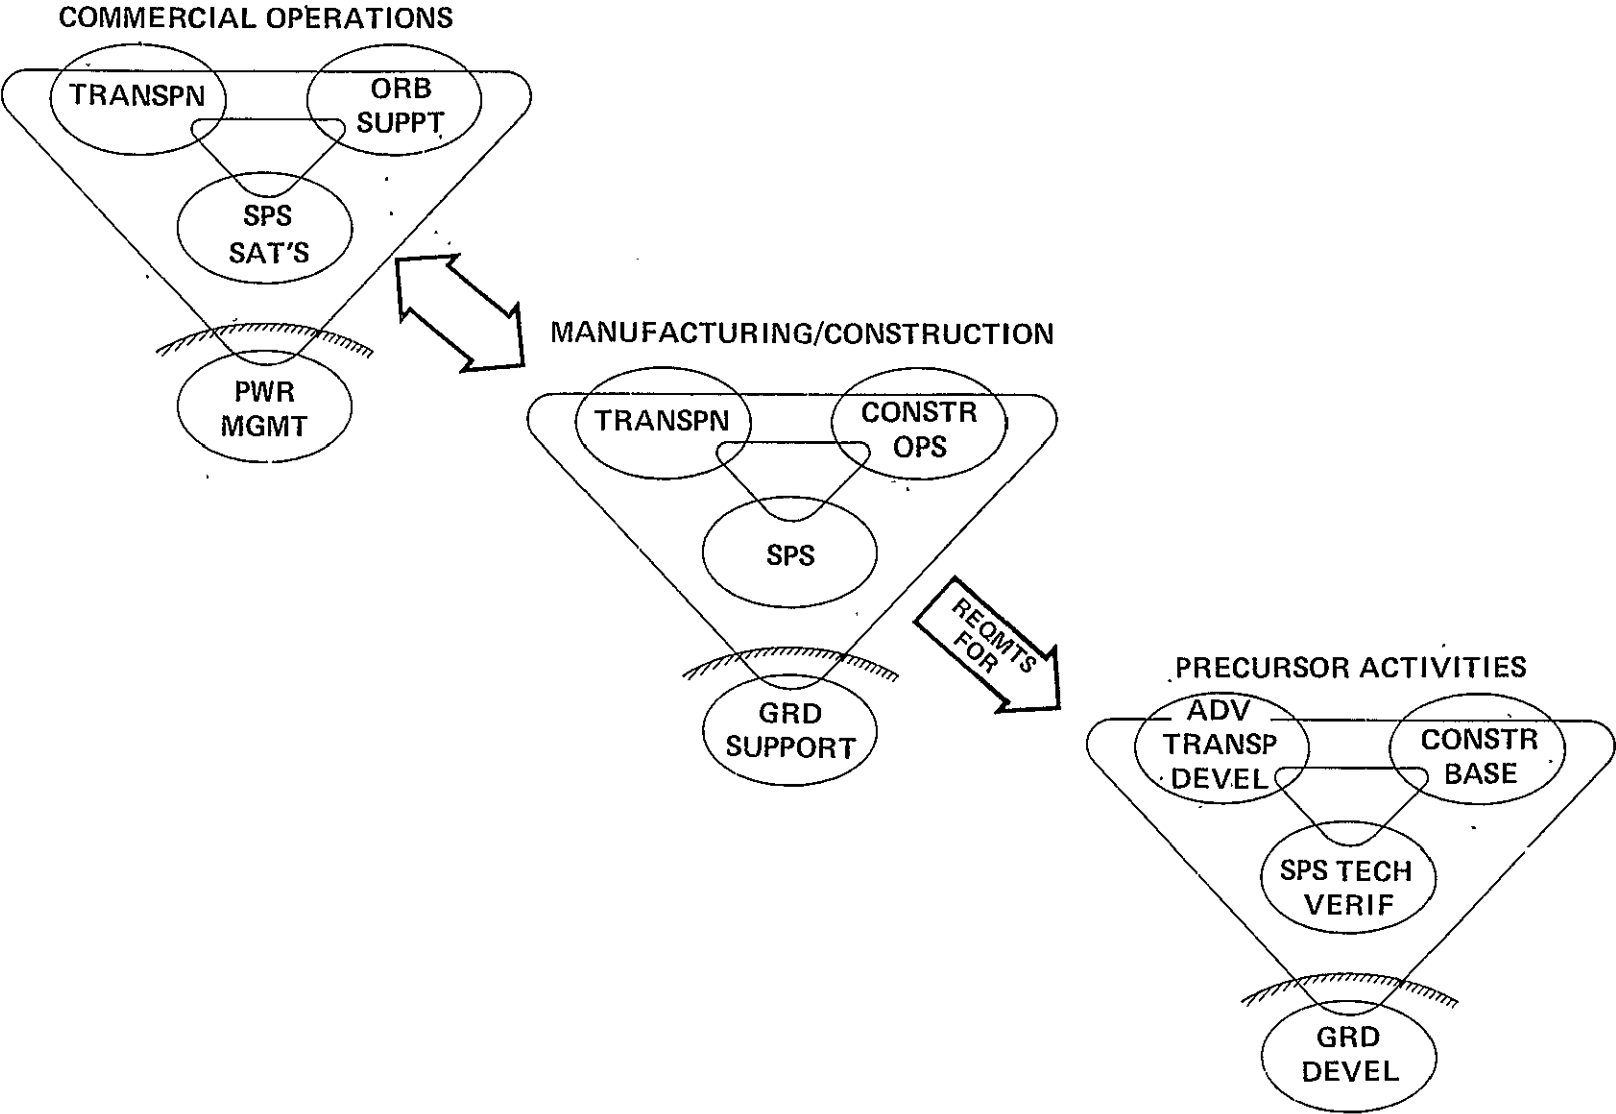 COMMERCIAL OPERATIONS
TRANSPN
ORB
SUPPT
SPS
SAT'S
PWR
MGMT
MANUFACTURING/CONSTRUCTION
TRANSPN
CONSTR
OPS
SPS
GRD
SUPPORT
REQMTS
FOR
PRECURSOR ACTIVITIES
ADV
TRANSP
DEVEL
CONSTR
BASE
SPS TECH
VERIF
GRD
DEVEL